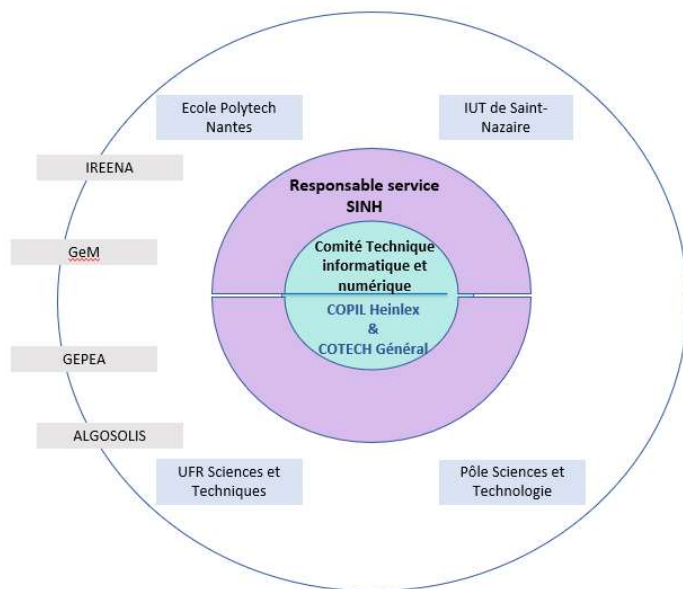 Ecole Polytech
Nantes
IUT de Saint-
Nazaire
IREENA
Responsable service
SINH
GeM
Comité Technique
informatique et
numérique
COPIL Heinlex
&
COTECH Général
GEPEA
ALGOSOLIS
UFR Sciences et
Techniques
Pôle Sciences et
Technologie